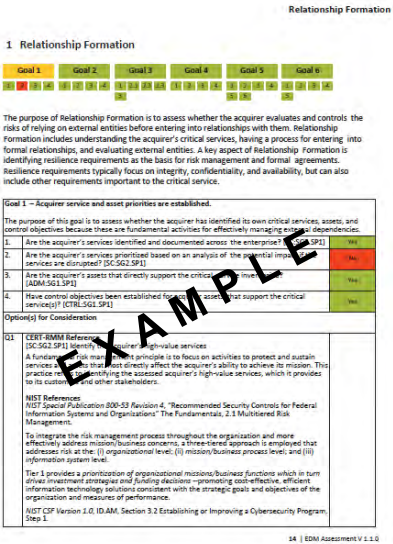 Relationship Formation
1 Relationship Formation
Goal 1 Goal 2 Goal 3 Goal 4 Goal 5 Goal 6
The purpose of Relationship Formation is to assess whether the acquirer evaluates and controls the
risks of relying on external entities before entering into relationships with them. Relationship
Formation includes understanding the acquirer's critical services, having a process for entering into
formal relationships, and evaluating external entities. A key aspect of Relationship Formation is
identifying resilience requirements as the basis for risk management and formal agreements.
Resilience requirements typically focus on integrity, confidentiality, and availability, but can also
include other requirements important to the critical service.
Goal 1 – Acquirer service and asset priorities are established.
The purpose of this goal is to assess whether the acquirer has identified its own critical services, assets, and
control objectives because these are fundamental activities for effectively managing external dependencies.
1. Are the acquirer's services identified and documented across the enterprise? Yes
2. Are the acquirer's services prioritized based on an analysis of the potential impact if the No
services are disrupted? [SC:SG2.SP1]
3. Are the acquirer's assets that directly support the critical service Yes
[ADM:SG1.SP1]
4. Have control objectives been established for assets that support the critical Yes
service(s)? [CTRL:SG1.SP1]
Option(s) for Consideration
Q1 CERT-RMM Reference
[SC:SG2.SP1] Identify the acquirer's high-value services
A fundamental risk management principle is to focus on activities to protect and sustain
services and assets that most directly affect the acquirer's ability to achieve its mission. This
practice refers to identifying the assessed acquirer's high-value services, which it provides
to its customers and other stakeholders.
NIST References
NIST Special Publication 800-53 Revision 4, "Recommended Security Controls for Federal
Information Systems and Organizations" The Fundamentals, 2.1 Multitiered Risk
Management.
To integrate the risk management process throughout the organization and more
effectively address mission/business concerns, a three-tiered approach is employed that
addresses risk at the: (i) organizational level; (ii) mission/business process level; and (iii)
information system level.
Tier 1 provides a prioritization of organizational missions/business functions which in turn
drives investment strategies and funding decisions –promoting cost-effective, efficient
information technology solutions consistent with the strategic goals and objectives of the
organization and measures of performance.
NIST CSF Version 1.0, ID.AM, Section 3.2 Establishing or Improving a Cybersecurity Program,
Step 1.
EXAMPLE
14 | EDM Assessment V 1.1.0